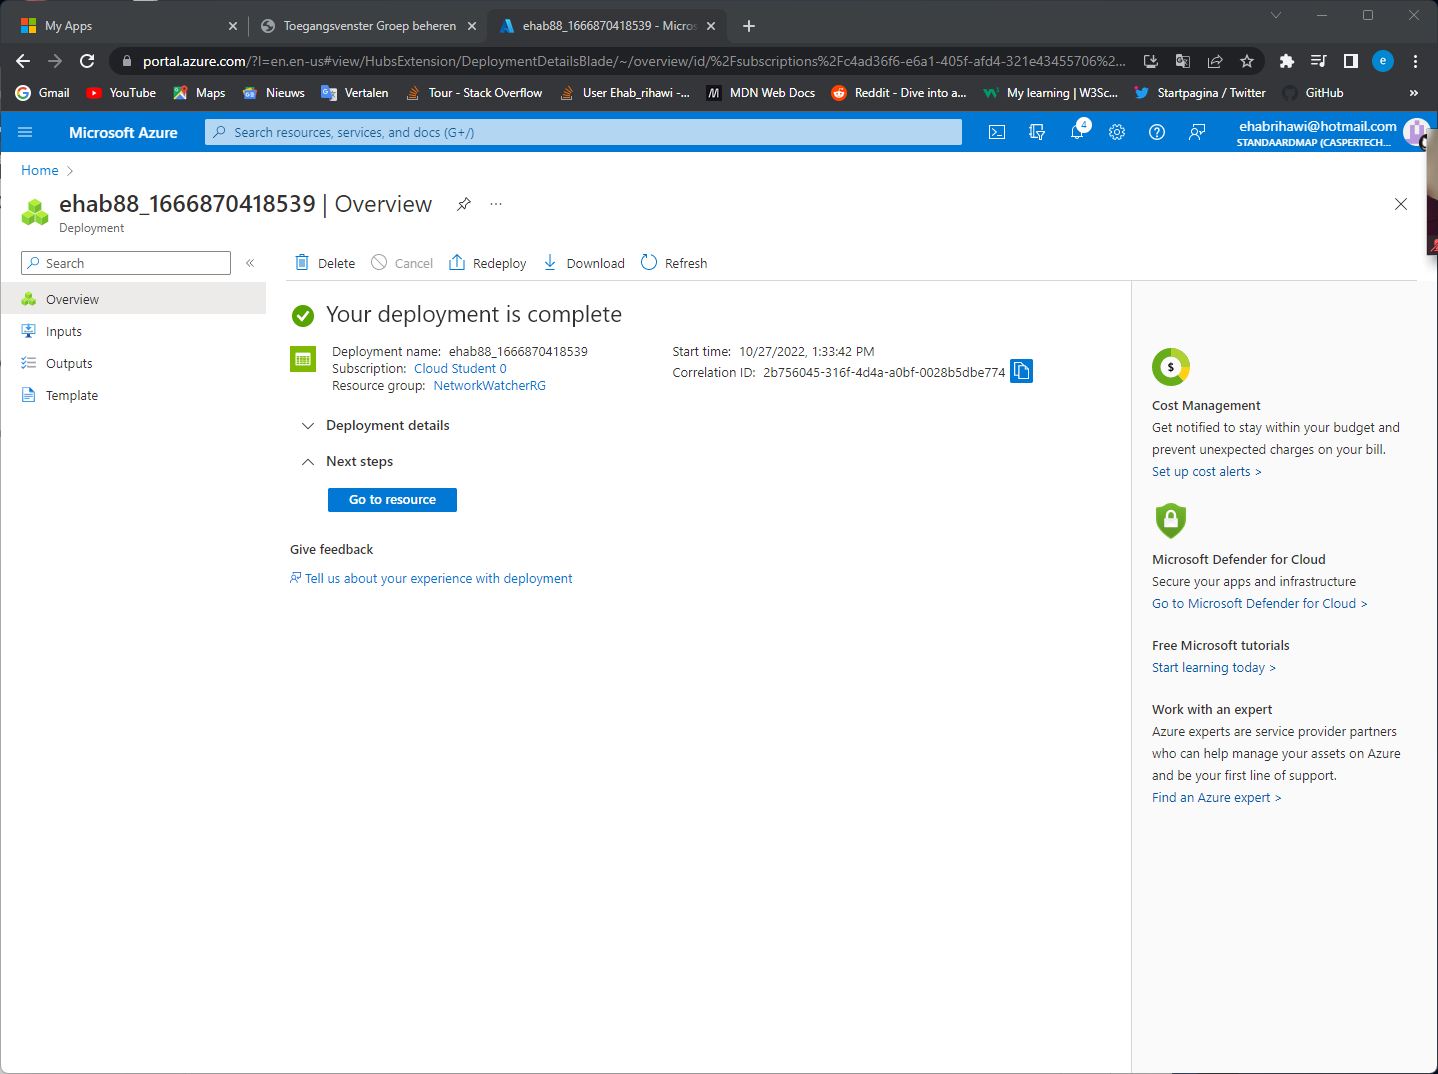 My Apps
Toegangsvenster Groep beheren
ehab88_1666870418539 - Micros
portal.azure.com/?l=en.en-us#view/HubsExtension/DeploymentDetailsBlade/~/overview/id/%2Fsubscriptions%2Fc4ad36f6-e6a1-405f-afd4-321e43455706%2...
e
Gmail
YouTube
Maps
Nieuws
Vertalen
Tour - Stack Overflow
User Ehab_rihawi -...
MDN Web Docs
Reddit - Dive into a...
My learning | W3Sc...
Startpagina / Twitter
GitHub
»
Microsoft Azure
Search resources, services, and docs (G+/)
4
ehabrihawi@hotmail.com
STANDAARDMAP (CASPERTECH...
Home
ehab88_1666870418539 | Overview
...
Deployment
Search
«
Delete
Cancel
Redeploy
Download
Refresh
Overview
Inputs
Outputs
Template
Your deployment is complete
Deployment name: ehab88_1666870418539
Subscription: Cloud Student 0
Resource group: NetworkWatcherRG
Start time: 10/27/2022, 1:33:42 PM
Correlation ID: 2b756045-316f-4d4a-a0bf-0028b5dbe774
Deployment details
Next steps
Go to resource
Give feedback
Tell us about your experience with deployment
$
Cost Management
Get notified to stay within your budget and
prevent unexpected charges on your bill.
Set up cost alerts >
Microsoft Defender for Cloud
Secure your apps and infrastructure
Go to Microsoft Defender for Cloud >
Free Microsoft tutorials
Start learning today >
Work with an expert
Azure experts are service provider partners
who can help manage your assets on Azure
and be your first line of support.
Find an Azure expert >